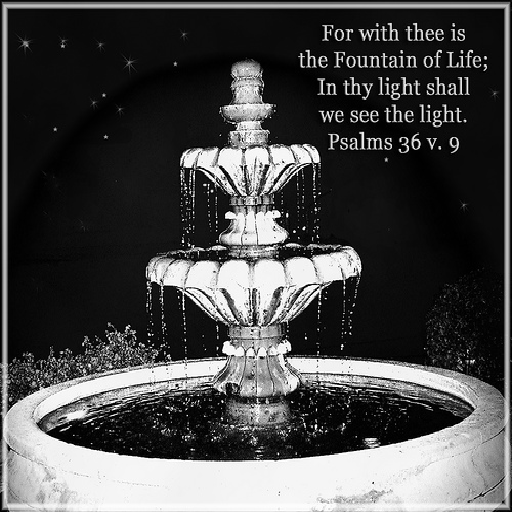 For with thee is
the Fountain of Life;
In thy light shall
we see the light.
Psalms 36 v. 9